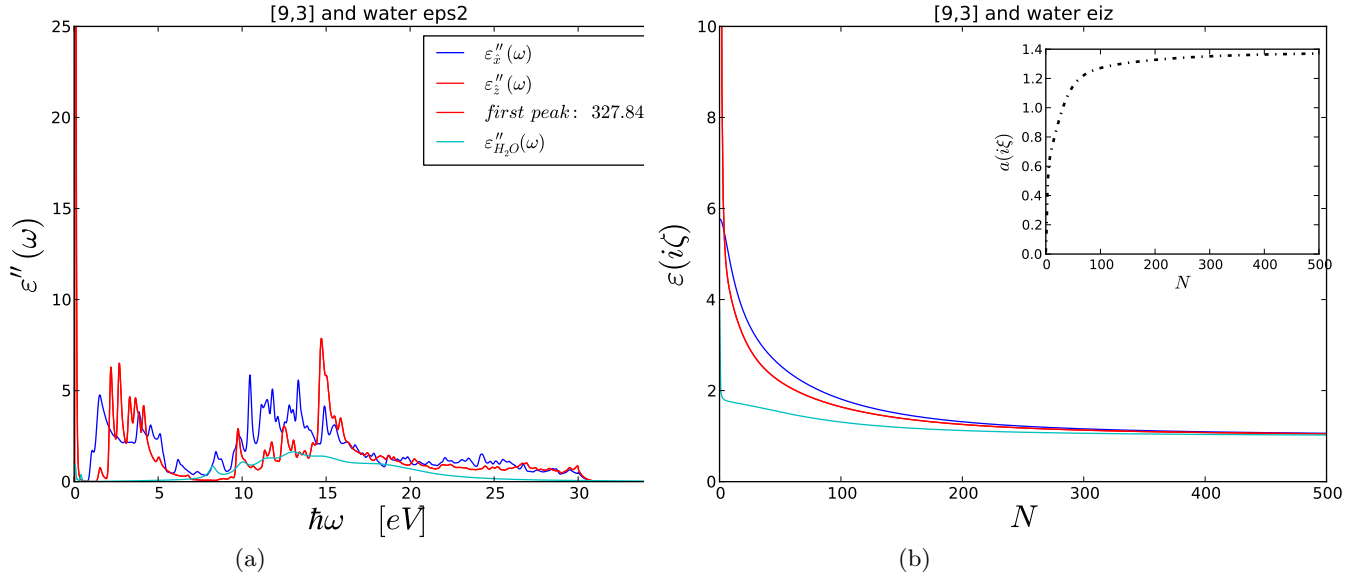 [9,3] and water eps2
25
20
15
10
5
0
ε″(ω)
ε″x̂(ω)
ε″ẑ(ω)
first peak: 327.84
ε″H₂O(ω)
0 5 10 15 20 25 30
ħω [eV]
(a)
[9,3] and water eiz
10
8
6
4
2
0
ε(iζ)
1.4
1.2
1.0
0.8
0.6
0.4
0.2
0.0
a(iξ)
0 100 200 300 400 500
N
0 100 200 300 400 500
N
(b)